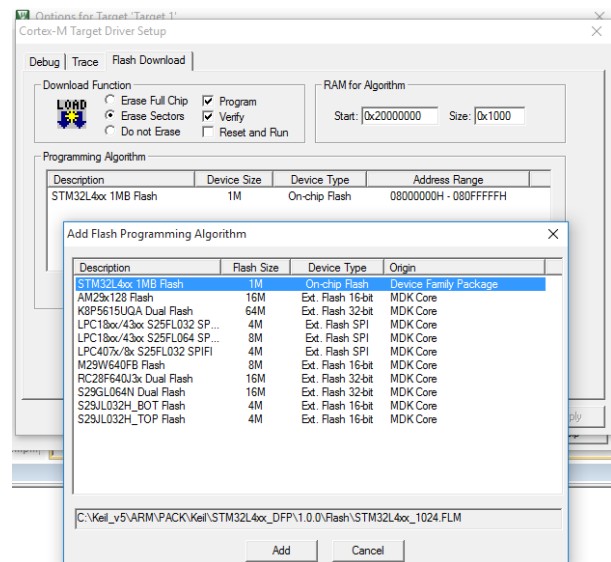 Options for Target 'Target 1'
Cortex-M Target Driver Setup
Debug Trace Flash Download
Download Function
LOAD
Erase Full Chip
Erase Sectors
Do not Erase
Program
Verify
Reset and Run
RAM for Algorithm
Start: 0x20000000 Size: 0x1000
Programming Algorithm
Description Device Size Device Type Address Range
STM32L4xx 1MB Flash 1M On-chip Flash 08000000H - 080FFFFFH
Add Flash Programming Algorithm
Description Flash Size Device Type Origin
STM32L4xx 1MB Flash 1M On-chip Flash Device Family Package
AM29x128 Flash 16M Ext. Flash 16-bit MDK Core
K8P5615UQA Dual Flash 64M Ext. Flash 32-bit MDK Core
LPC18xx/43xx S25FL032 SP... 4M Ext. Flash SPI MDK Core
LPC18xx/43xx S25FL064 SP... 8M Ext. Flash SPI MDK Core
LPC407x/8x S25FL032 SPIFI 4M Ext. Flash SPI MDK Core
M29W640FB Flash 8M Ext. Flash 16-bit MDK Core
RC28F640J3x Dual Flash 16M Ext. Flash 32-bit MDK Core
S29GL064N Dual Flash 16M Ext. Flash 32-bit MDK Core
S29JL032H_BOT Flash 4M Ext. Flash 16-bit MDK Core
S29JL032H_TOP Flash 4M Ext. Flash 16-bit MDK Core
C:\Keil_v5\ARM\PACK\Keil\STM32L4xx_DFP\1.0.0\Flash\STM32L4xx_1024.FLM
Add Cancel